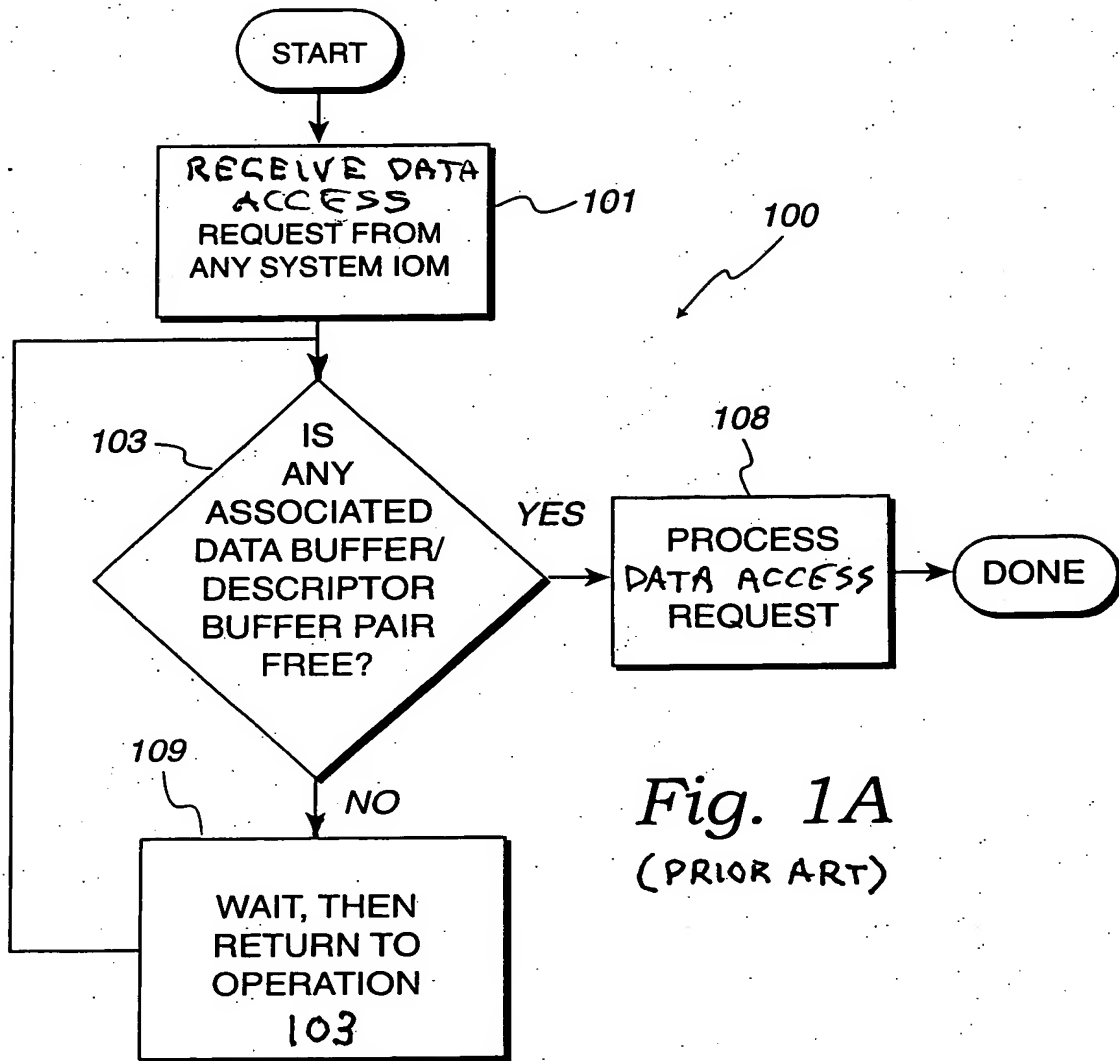 START
RECEIVE DATA
ACCESS
REQUEST FROM
ANY SYSTEM IOM
101
100
103
IS
ANY
ASSOCIATED
DATA BUFFER/
DESCRIPTOR
BUFFER PAIR
FREE?
YES
108
PROCESS
DATA ACCESS
REQUEST
DONE
109
NO
WAIT, THEN
RETURN TO
OPERATION
103
Fig. 1A
(PRIOR ART)